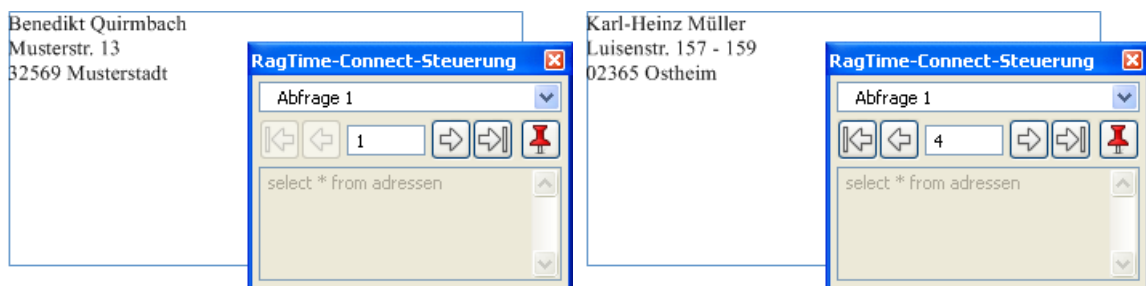 Benedikt Quirmbach
Musterstr. 13
32569 Musterstadt
RagTime-Connect-Steuerung
Abfrage 1
1
select * from adressen
Karl-Heinz Müller
Luisenstr. 157 - 159
02365 Ostheim
RagTime-Connect-Steuerung
Abfrage 1
4
select * from adressen